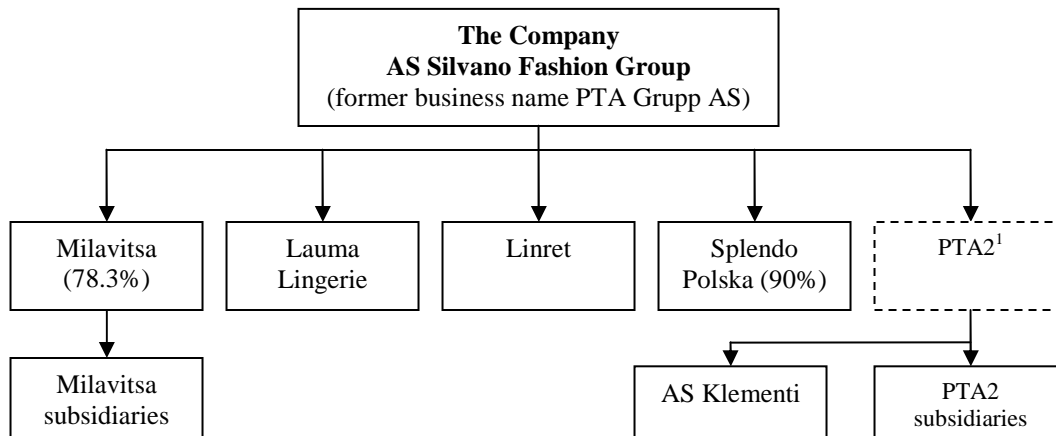 The Company
AS Silvano Fashion Group
(former business name PTA Grupp AS)
Milavitsa
(78.3%)
Lauma
Lingerie
Linret
Splendo
Polska (90%)
PTA2¹
Milavitsa
subsidiaries
AS Klementi
PTA2
subsidiaries